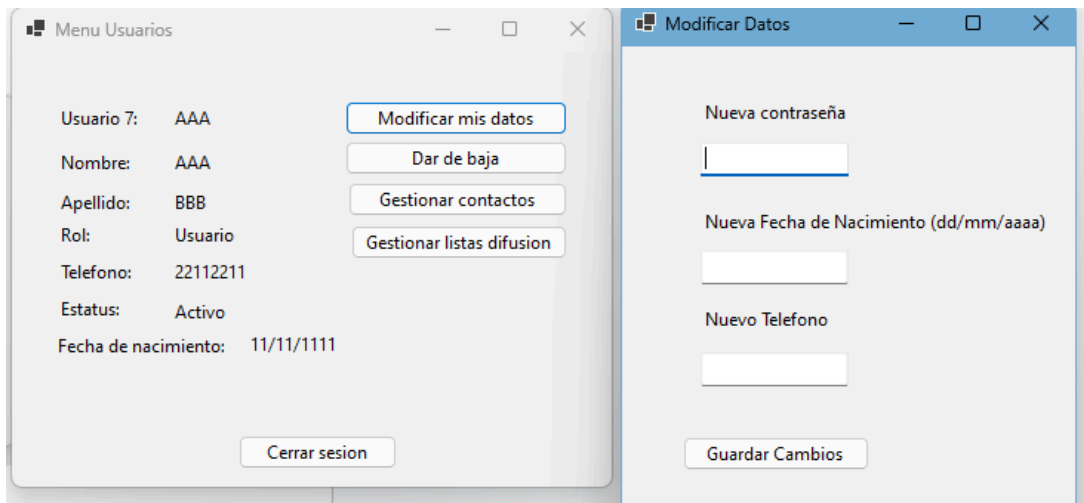 Menu Usuarios
Usuario 7: AAA
Nombre: AAA
Apellido: BBB
Rol: Usuario
Telefono: 22112211
Estatus: Activo
Fecha de nacimiento: 11/11/1111
Modificar mis datos
Dar de baja
Gestionar contactos
Gestionar listas difusion
Cerrar sesion
Modificar Datos
Nueva contraseña
Nueva Fecha de Nacimiento (dd/mm/aaaa)
Nuevo Telefono
Guardar Cambios